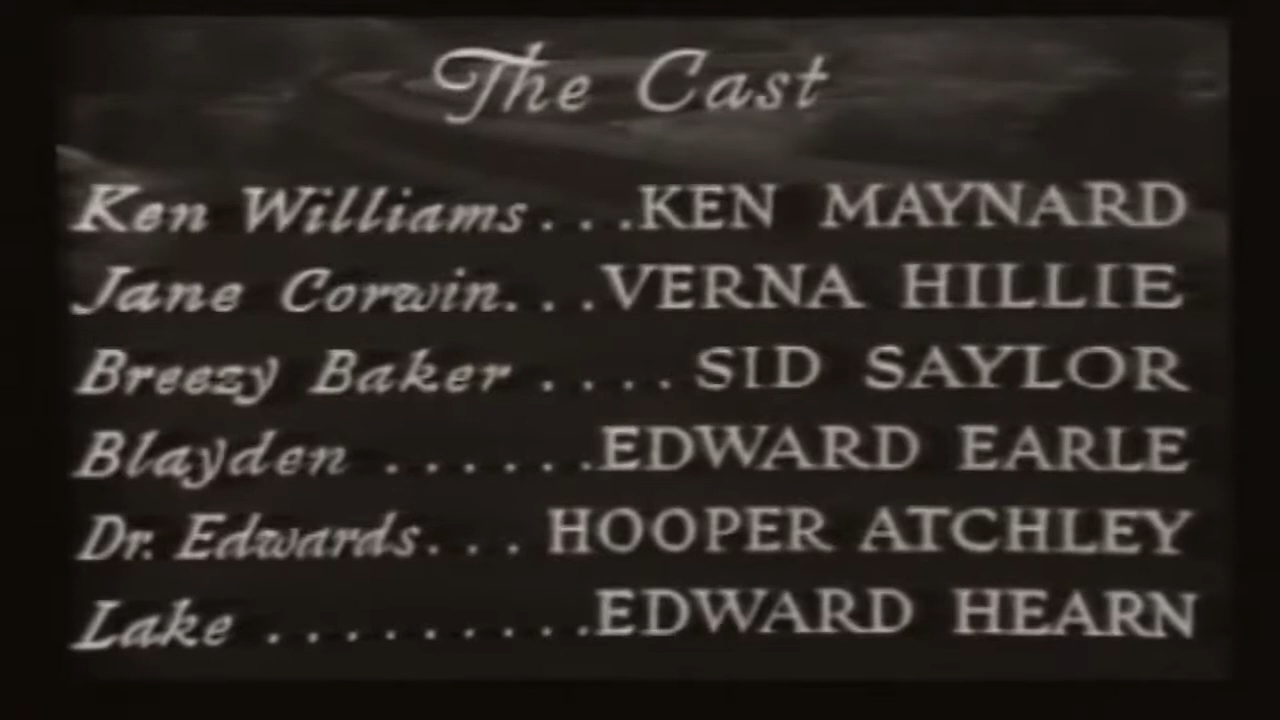 The Cast
Ken Williams...KEN MAYNARD
Jane Corwin...VERNA HILLIE
Breezy Baker ....SID SAYLOR
Blayden ......EDWARD EARLE
Dr. Edwards...HOOPER ATCHLEY
Lake ..........EDWARD HEARN